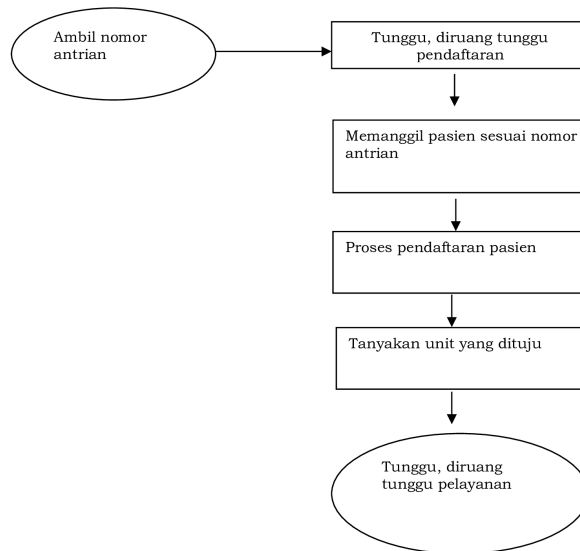 Ambil nomor
antrian
Tunggu, diruang tunggu
pendaftaran
Memanggil pasien sesuai nomor
antrian
Proses pendaftaran pasien
Tanyakan unit yang dituju
Tunggu, diruang
tunggu pelayanan